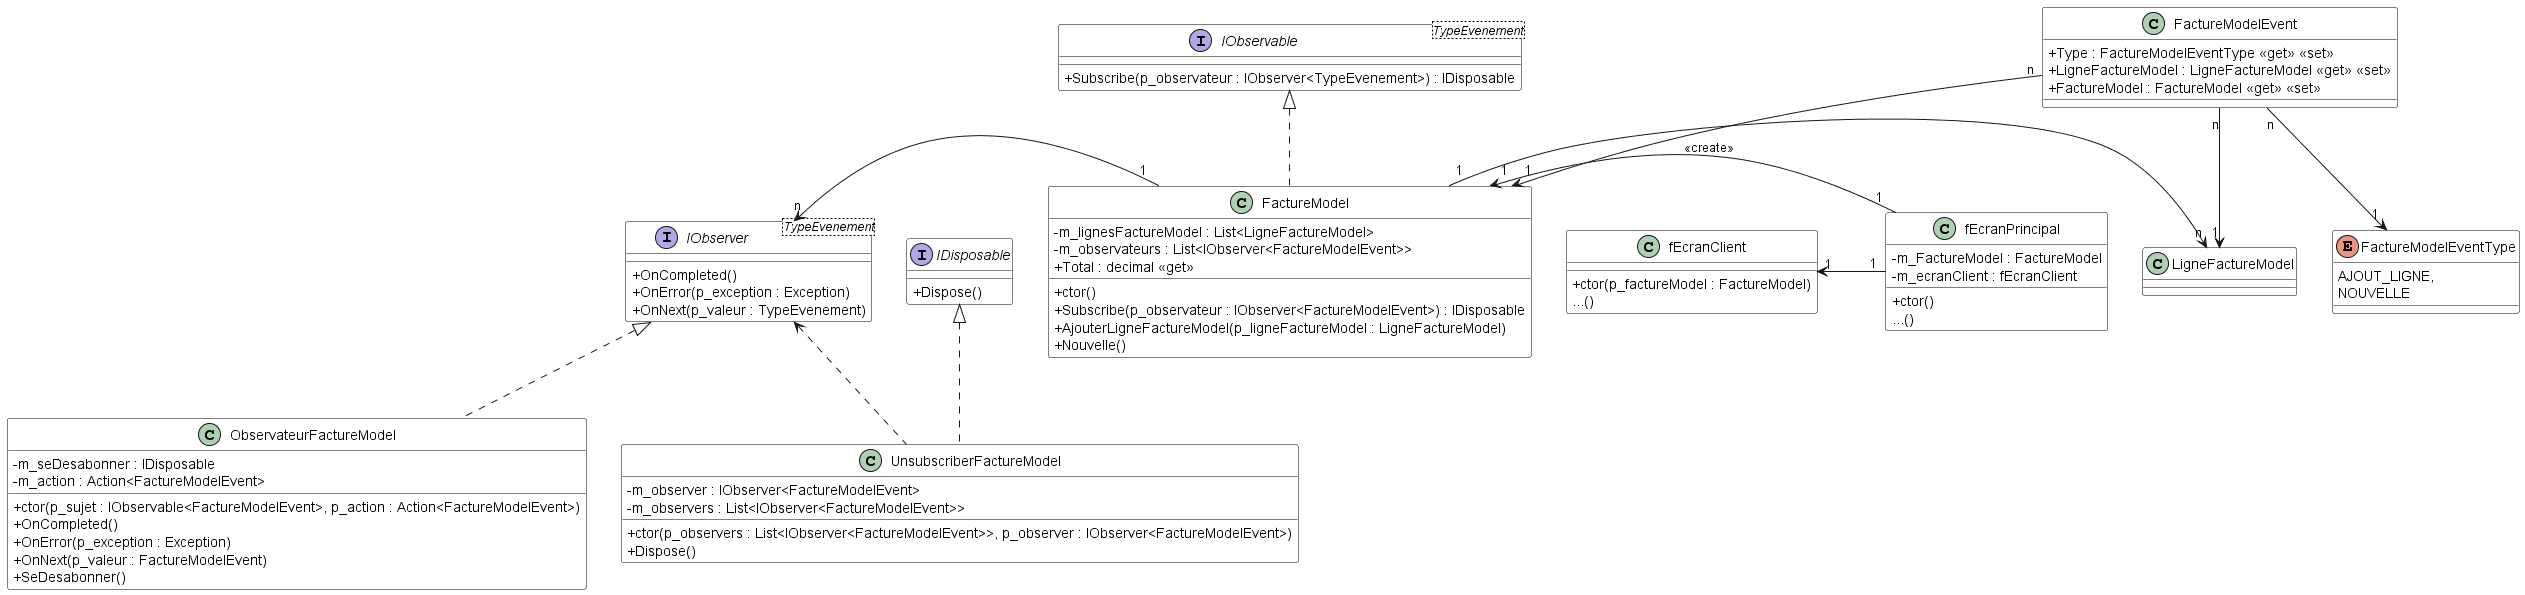 FactureModelEvent
+Type : FactureModelEventType «get» «set»
+LigneFactureModel : LigneFactureModel «get» «set»
+FactureModel : FactureModel «get» «set»
TypeEvenement
IObservable
+Subscribe(p_observateur : IObserver<TypeEvenement>) : IDisposable
n
n
n
«create»
1
1
1
1
1
FactureModel
-m_lignesFactureModel : List<LigneFactureModel>
-m_observateurs : List<IObserver<FactureModelEvent>>
+Total : decimal «get»
+ctor()
+Subscribe(p_observateur : IObserver<FactureModelEvent>) : IDisposable
+AjouterLigneFactureModel(p_ligneFactureModel : LigneFactureModel)
+Nouvelle()
n
TypeEvenement
IObserver
+OnCompleted()
+OnError(p_exception : Exception)
+OnNext(p_valeur : TypeEvenement)
IDisposable
+Dispose()
fEcranClient
+ctor(p_factureModel : FactureModel)
...()
1
1
fEcranPrincipal
-m_FactureModel : FactureModel
-m_ecranClient : fEcranClient
+ctor()
...()
n
1
LigneFactureModel
1
FactureModelEventType
AJOUT_LIGNE,
NOUVELLE
ObservateurFactureModel
-m_seDesabonner : IDisposable
-m_action : Action<FactureModelEvent>
+ctor(p_sujet : IObservable<FactureModelEvent>, p_action : Action<FactureModelEvent>)
+OnCompleted()
+OnError(p_exception : Exception)
+OnNext(p_valeur : FactureModelEvent)
+SeDesabonner()
UnsubscriberFactureModel
-m_observer : IObserver<FactureModelEvent>
-m_observers : List<IObserver<FactureModelEvent>>
+ctor(p_observers : List<IObserver<FactureModelEvent>>, p_observer : IObserver<FactureModelEvent>)
+Dispose()